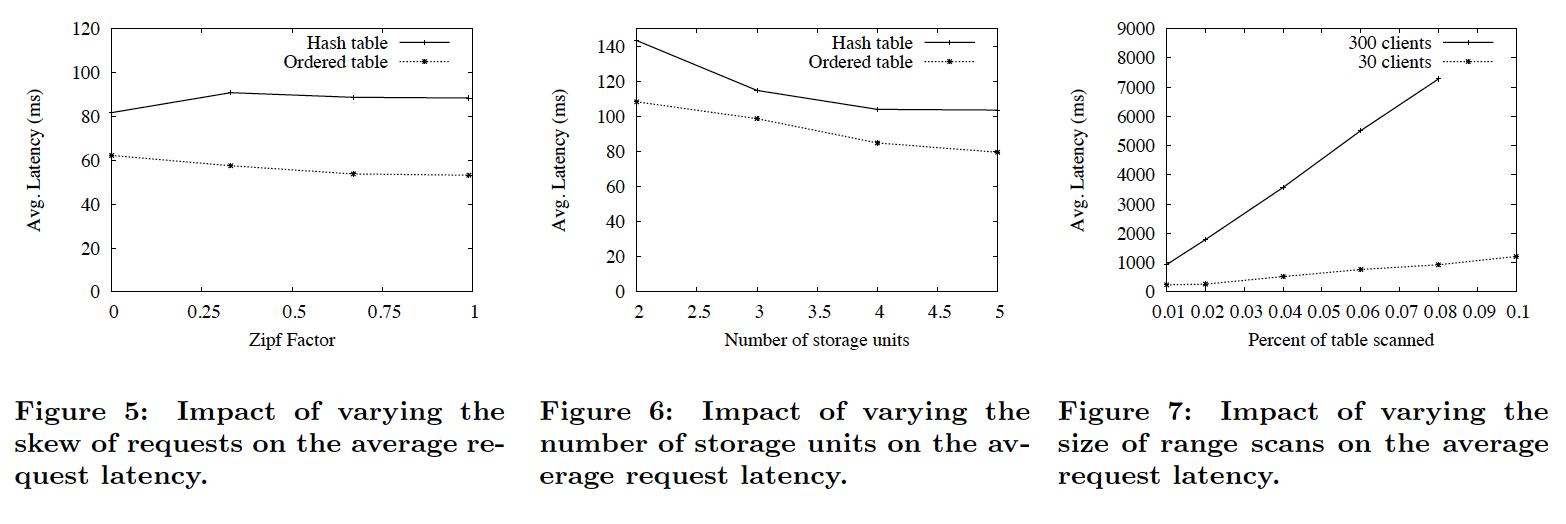 120
100
80
60
40
20
0
Avg. Latency (ms)
Hash table
Ordered table
0 0.25 0.5 0.75 1
Zipf Factor
Figure 5: Impact of varying the
skew of requests on the average re-
quest latency.
140
120
100
80
60
40
20
0
Avg. Latency (ms)
Hash table
Ordered table
2 2.5 3 3.5 4 4.5 5
Number of storage units
Figure 6: Impact of varying the
number of storage units on the av-
erage request latency.
9000
8000
7000
6000
5000
4000
3000
2000
1000
0
Avg. Latency (ms)
300 clients
30 clients
0.01 0.02 0.03 0.04 0.05 0.06 0.07 0.08 0.09 0.1
Percent of table scanned
Figure 7: Impact of varying the
size of range scans on the average
request latency.